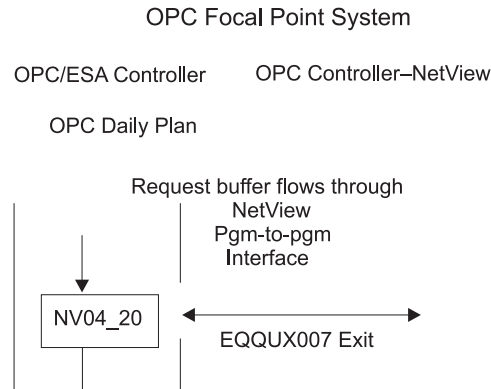 OPC Focal Point System
OPC/ESA Controller
OPC Controller–NetView
OPC Daily Plan
Request buffer flows through
NetView
Pgm-to-pgm
Interface
NV04_20
EQQUX007 Exit